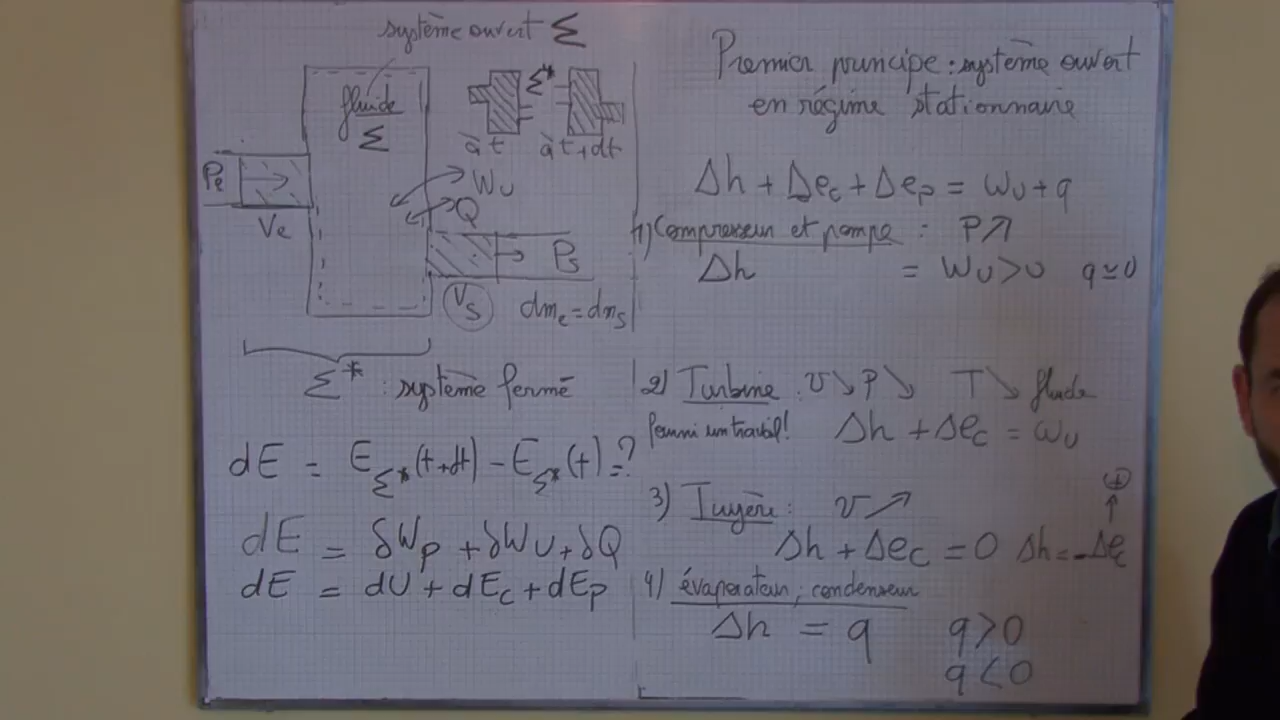 système ouvert Σ
fluide
Σ
Σ*
à t
à t+dt
Pe
Ve
Wu
Q
Ps
Vs
dme = dms
Σ* : système fermé
dE = EΣ*(t+dt) - EΣ*(t) = ?
dE = δWp + δWu + δQ
dE = dU + dEc + dEp
Premier principe : système ouvert
en régime stationnaire
Δh + Δec + Δep = wu + q
1) Compresseur et pompe : P↗
Δh = wu > 0 q ≃ 0
2) Turbine : v↘ P↘ T↘ fluide
fourni un travail! Δh + Δec = wu
3) Tuyère : v↗
⊕
↑
Δh + Δec = 0 Δh = -Δec
4) évaporateur, condenseur
Δh = q q > 0
q < 0